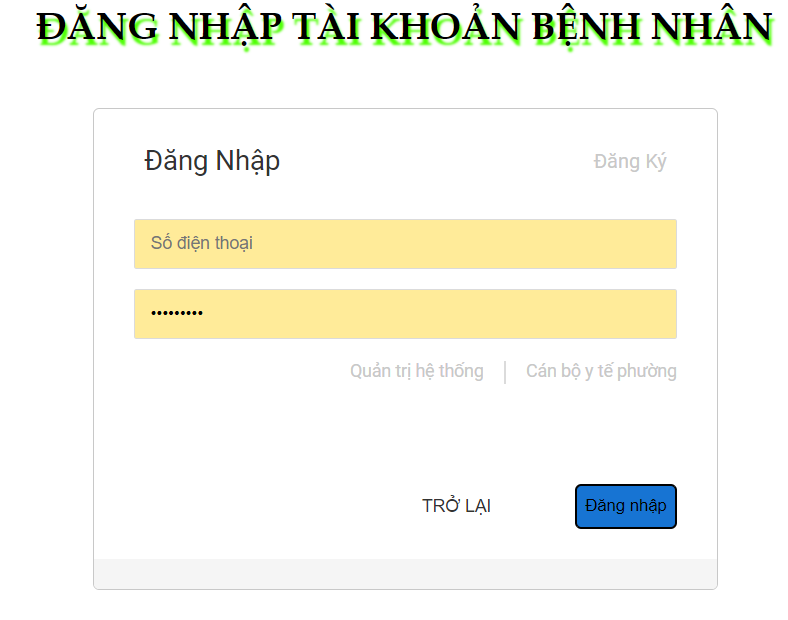 ĐĂNG NHẬP TÀI KHOẢN BỆNH NHÂN
Đăng Nhập Đăng Ký
Số điện thoại
•••••••••
Quản trị hệ thống Cán bộ y tế phường
TRỞ LẠI Đăng nhập